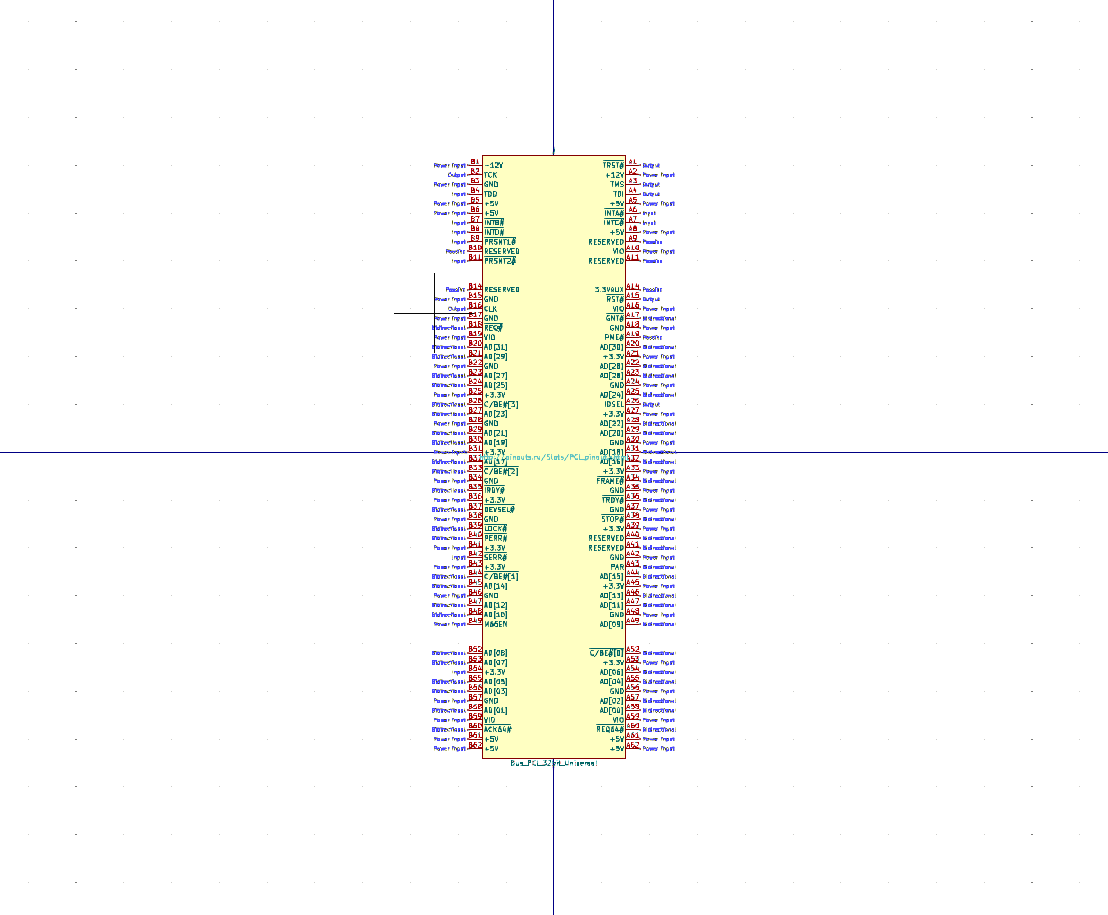 Power Input B1 -12V TRST# A1 Output
Output B2 TCK +12V A2 Power Input
Power Input B3 GND TMS A3 Output
Input B4 TDO TDI A4 Output
Power Input B5 +5V +5V A5 Power Input
Power Input B6 +5V INTA# A6 Input
Input B7 INTB# INTC# A7 Input
Input B8 INTD# +5V A8 Power Input
Input B9 PRSNT1# RESERVED A9 Passive
Passive B10 RESERVED VIO A10 Power Input
Input B11 PRSNT2# RESERVED A11 Passive
Passive B14 RESERVED 3.3VAUX A14 Passive
Power Input B15 GND RST# A15 Output
Output B16 CLK VIO A16 Power Input
Power Input B17 GND GNT# A17 Bidirectional
Bidirectional B18 REQ# GND A18 Power Input
Power Input B19 VIO PME# A19 Passive
Bidirectional B20 AD[31] AD[30] A20 Bidirectional
Bidirectional B21 AD[29] +3.3V A21 Power Input
Power Input B22 GND AD[28] A22 Bidirectional
Bidirectional B23 AD[27] AD[26] A23 Bidirectional
Bidirectional B24 AD[25] GND A24 Power Input
Power Input B25 +3.3V AD[24] A25 Bidirectional
Bidirectional B26 C/BE#[3] IDSEL A26 Output
Bidirectional B27 AD[23] +3.3V A27 Power Input
Power Input B28 GND AD[22] A28 Bidirectional
Bidirectional B29 AD[21] AD[20] A29 Bidirectional
Bidirectional B30 AD[19] GND A30 Power Input
Power Input B31 +3.3V AD[18] A31 Bidirectional
Bidirectional B32 AD[17] AD[16] A32 Bidirectional
Bidirectional B33 C/BE#[2] +3.3V A33 Power Input
Power Input B34 GND FRAME# A34 Bidirectional
Bidirectional B35 IRDY# GND A35 Power Input
Power Input B36 +3.3V TRDY# A36 Bidirectional
Bidirectional B37 DEVSEL# GND A37 Power Input
Power Input B38 GND STOP# A38 Bidirectional
Bidirectional B39 LOCK# +3.3V A39 Power Input
Bidirectional B40 PERR# RESERVED A40 Bidirectional
Power Input B41 +3.3V RESERVED A41 Bidirectional
Input B42 SERR# GND A42 Power Input
Power Input B43 +3.3V PAR A43 Bidirectional
Bidirectional B44 C/BE#[1] AD[15] A44 Bidirectional
Bidirectional B45 AD[14] +3.3V A45 Power Input
Power Input B46 GND AD[13] A46 Bidirectional
Bidirectional B47 AD[12] AD[11] A47 Bidirectional
Bidirectional B48 AD[10] GND A48 Power Input
Power Input B49 M66EN AD[09] A49 Bidirectional
Bidirectional B52 AD[08] C/BE#[0] A52 Bidirectional
Bidirectional B53 AD[07] +3.3V A53 Power Input
Input B54 +3.3V AD[06] A54 Bidirectional
Bidirectional B55 AD[05] AD[04] A55 Bidirectional
Bidirectional B56 AD[03] GND A56 Power Input
Power Input B57 GND AD[02] A57 Bidirectional
Bidirectional B58 AD[01] AD[00] A58 Bidirectional
Power Input B59 VIO VIO A59 Power Input
Bidirectional B60 ACK64# REQ64# A60 Bidirectional
Power Input B61 +5V +5V A61 Power Input
Power Input B62 +5V +5V A62 Power Input
Bus_PCI_32bit_Universal